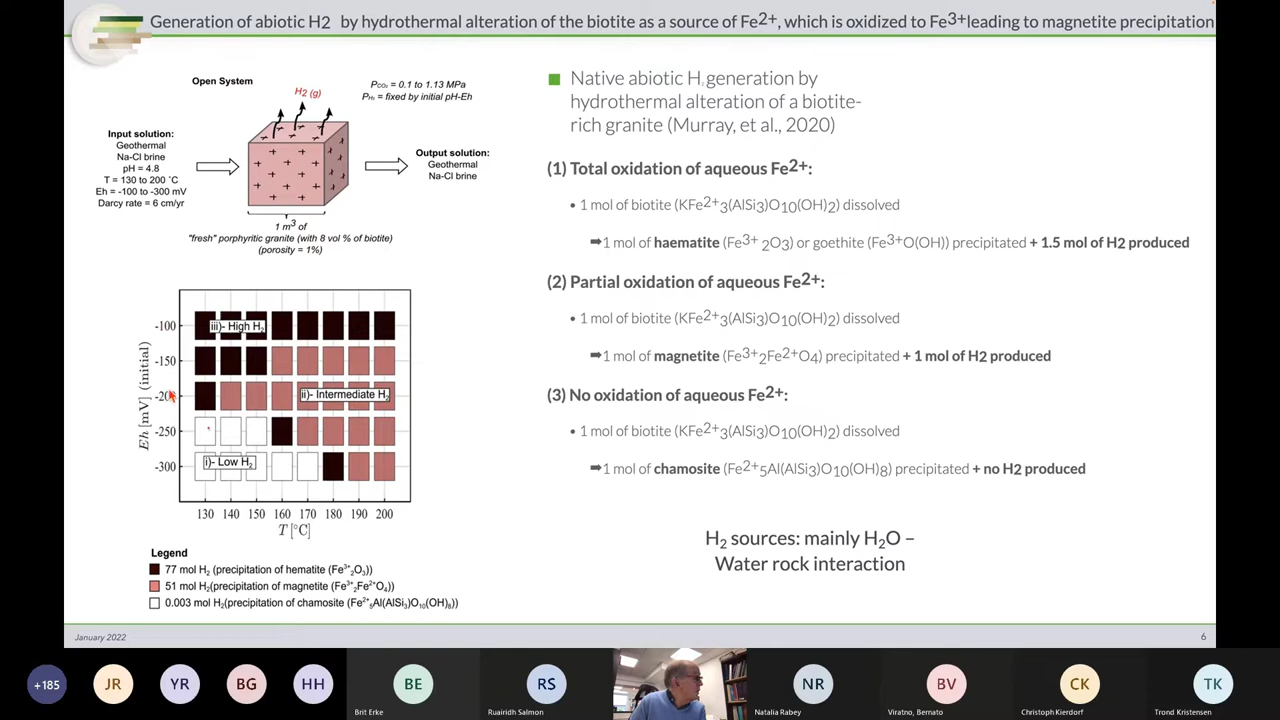 Generation of abiotic H2 by hydrothermal alteration of the biotite as a source of Fe2+, which is oxidized to Fe3+leading to magnetite precipitation
Open System
H2 (g)
PCO2 = 0.1 to 1.13 MPa
PH2 = fixed by initial pH-Eh
Input solution:
Geothermal
Na-Cl brine
pH = 4.8
T = 130 to 200 ˚C
Eh = -100 to -300 mV
Darcy rate = 6 cm/yr
Output solution:
Geothermal
Na-Cl brine
1 m3 of
"fresh" porphyritic granite (with 8 vol % of biotite)
(porosity = 1%)
Eh [mV] (initial)
-100
-150
-200
-250
-300
iii)- High H2
ii)- Intermediate H2
i)- Low H2
130 140 150 160 170 180 190 200
T [°C]
Legend
77 mol H2 (precipitation of hematite (Fe3+2O3))
51 mol H2(precipitation of magnetite (Fe3+2Fe2+O4))
0.003 mol H2(precipitation of chamosite (Fe2+5Al(AlSi3)O10(OH)8))
Native abiotic H2 generation by
hydrothermal alteration of a biotite-
rich granite (Murray, et al., 2020)
(1) Total oxidation of aqueous Fe2+:
• 1 mol of biotite (KFe2+3(AlSi3)O10(OH)2) dissolved
➡1 mol of haematite (Fe3+ 2O3) or goethite (Fe3+O(OH)) precipitated + 1.5 mol of H2 produced
(2) Partial oxidation of aqueous Fe2+:
• 1 mol of biotite (KFe2+3(AlSi3)O10(OH)2) dissolved
➡1 mol of magnetite (Fe3+2Fe2+O4) precipitated + 1 mol of H2 produced
(3) No oxidation of aqueous Fe2+:
• 1 mol of biotite (KFe2+3(AlSi3)O10(OH)2) dissolved
➡1 mol of chamosite (Fe2+5Al(AlSi3)O10(OH)8) precipitated + no H2 produced
H2 sources: mainly H2O –
Water rock interaction
January 2022
6
+185
JR
YR
BG
HH
BE
RS
NR
BV
CK
TK
Brit Erke
Ruairidh Salmon
Natalia Rabey
Viratno, Bernato
Christoph Kierdorf
Trond Kristensen